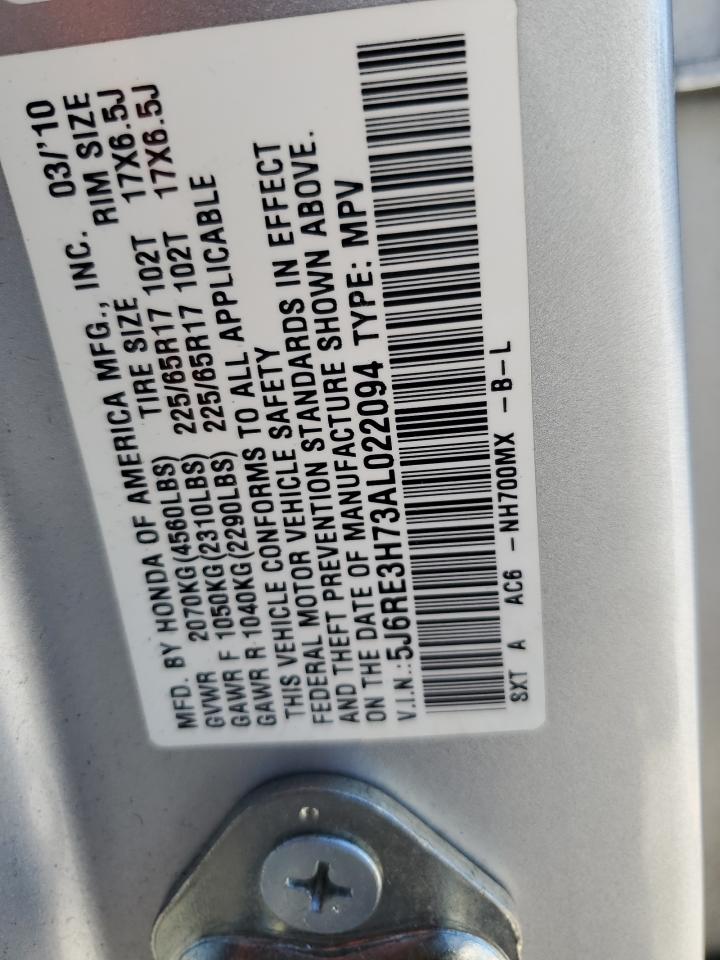 MFD. BY HONDA OF AMERICA MFG., INC. 03/'10
GVWR 2070KG(4560LBS) TIRE SIZE RIM SIZE
GAWR F 1050KG(2310LBS) 225/65R17 102T 17X6.5J
GAWR R 1040KG(2290LBS) 225/65R17 102T 17X6.5J
THIS VEHICLE CONFORMS TO ALL APPLICABLE
FEDERAL MOTOR VEHICLE SAFETY
AND THEFT PREVENTION STANDARDS IN EFFECT
ON THE DATE OF MANUFACTURE SHOWN ABOVE.
V.I.N.:5J6RE3H73AL022094 TYPE: MPV
SXT A AC6 -NH700MX -B-L